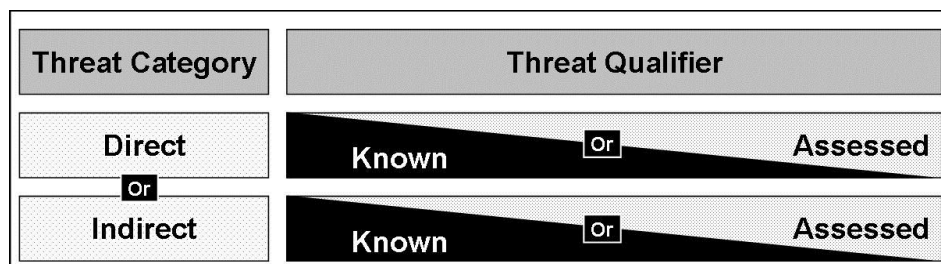 Threat Category Threat Qualifier
Direct Known Or Assessed
Or
Indirect Known Or Assessed